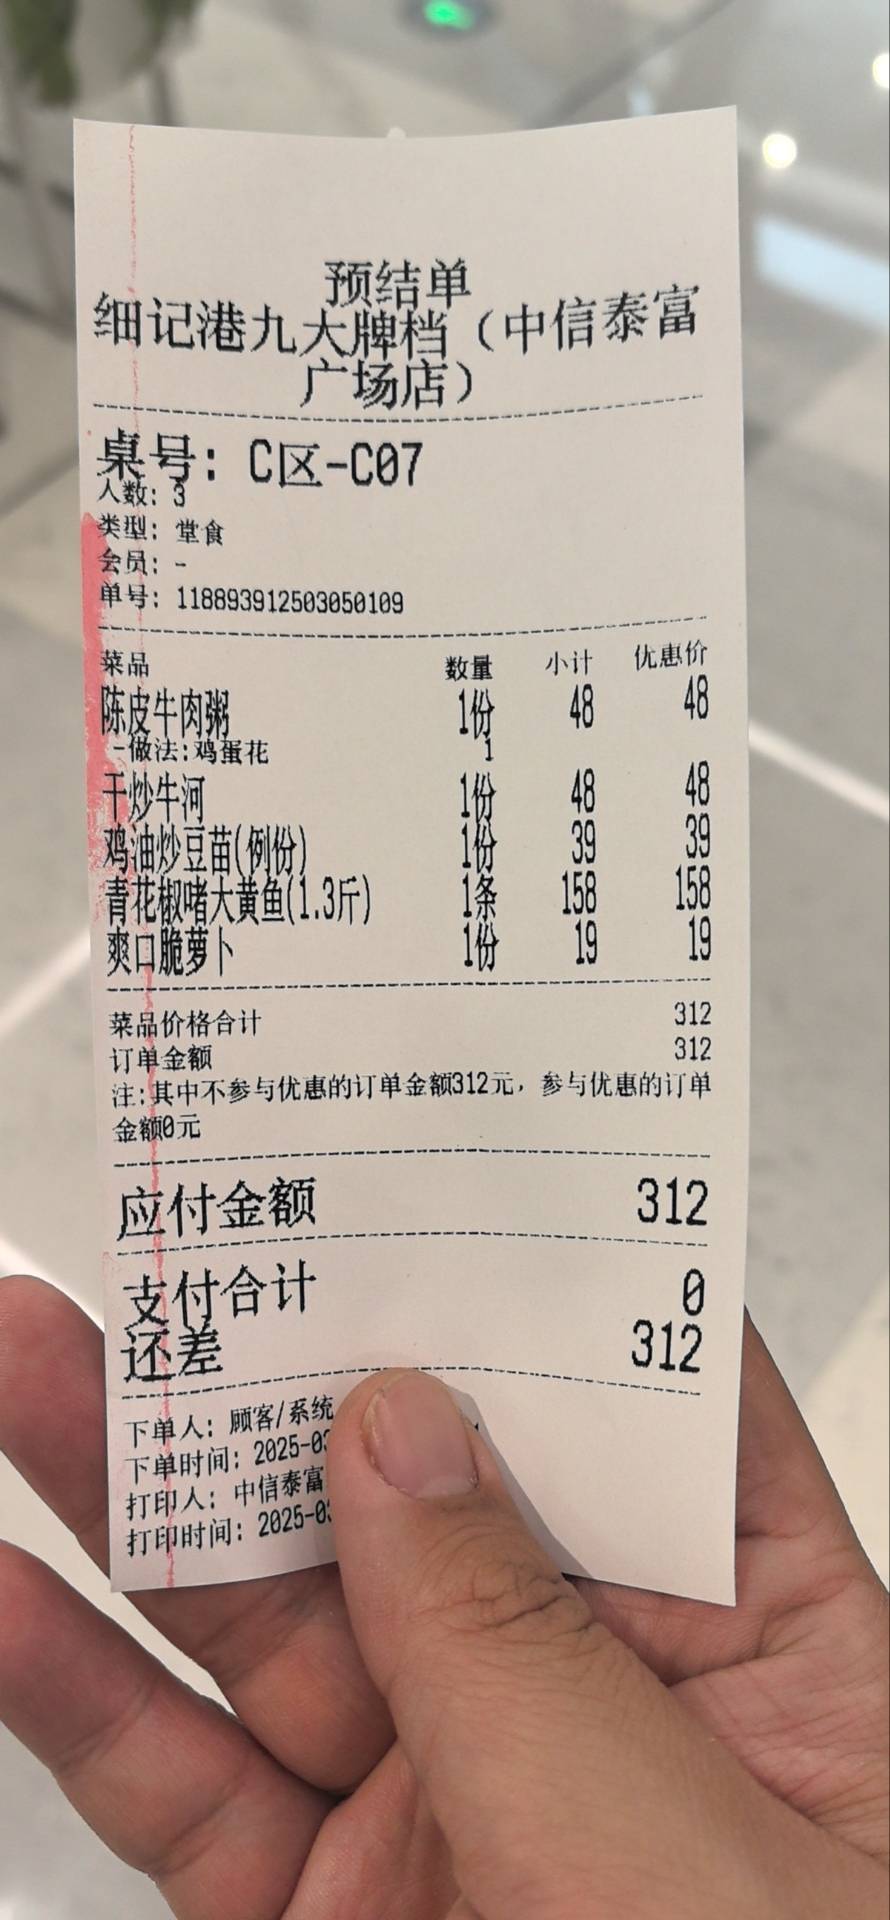 预结单
细记港九大牌档（中信泰富
广场店）
桌号: C区-C07
人数: 3
类型: 堂食
会员: -
单号: 118893912503050109
菜品 数量 小计 优惠价
陈皮牛肉粥 1份 48 48
-做法:鸡蛋花 1
干炒牛河 1份 48 48
鸡油炒豆苗(例份) 1份 39 39
青花椒啫大黄鱼(1.3斤) 1条 158 158
爽口脆萝卜 1份 19 19
菜品价格合计 312
订单金额 312
注:其中不参与优惠的订单金额312元，参与优惠的订单
金额0元
应付金额 312
支付合计 0
还差 312
下单人: 顾客/系统
下单时间: 2025-03
打印人: 中信泰富
打印时间: 2025-03